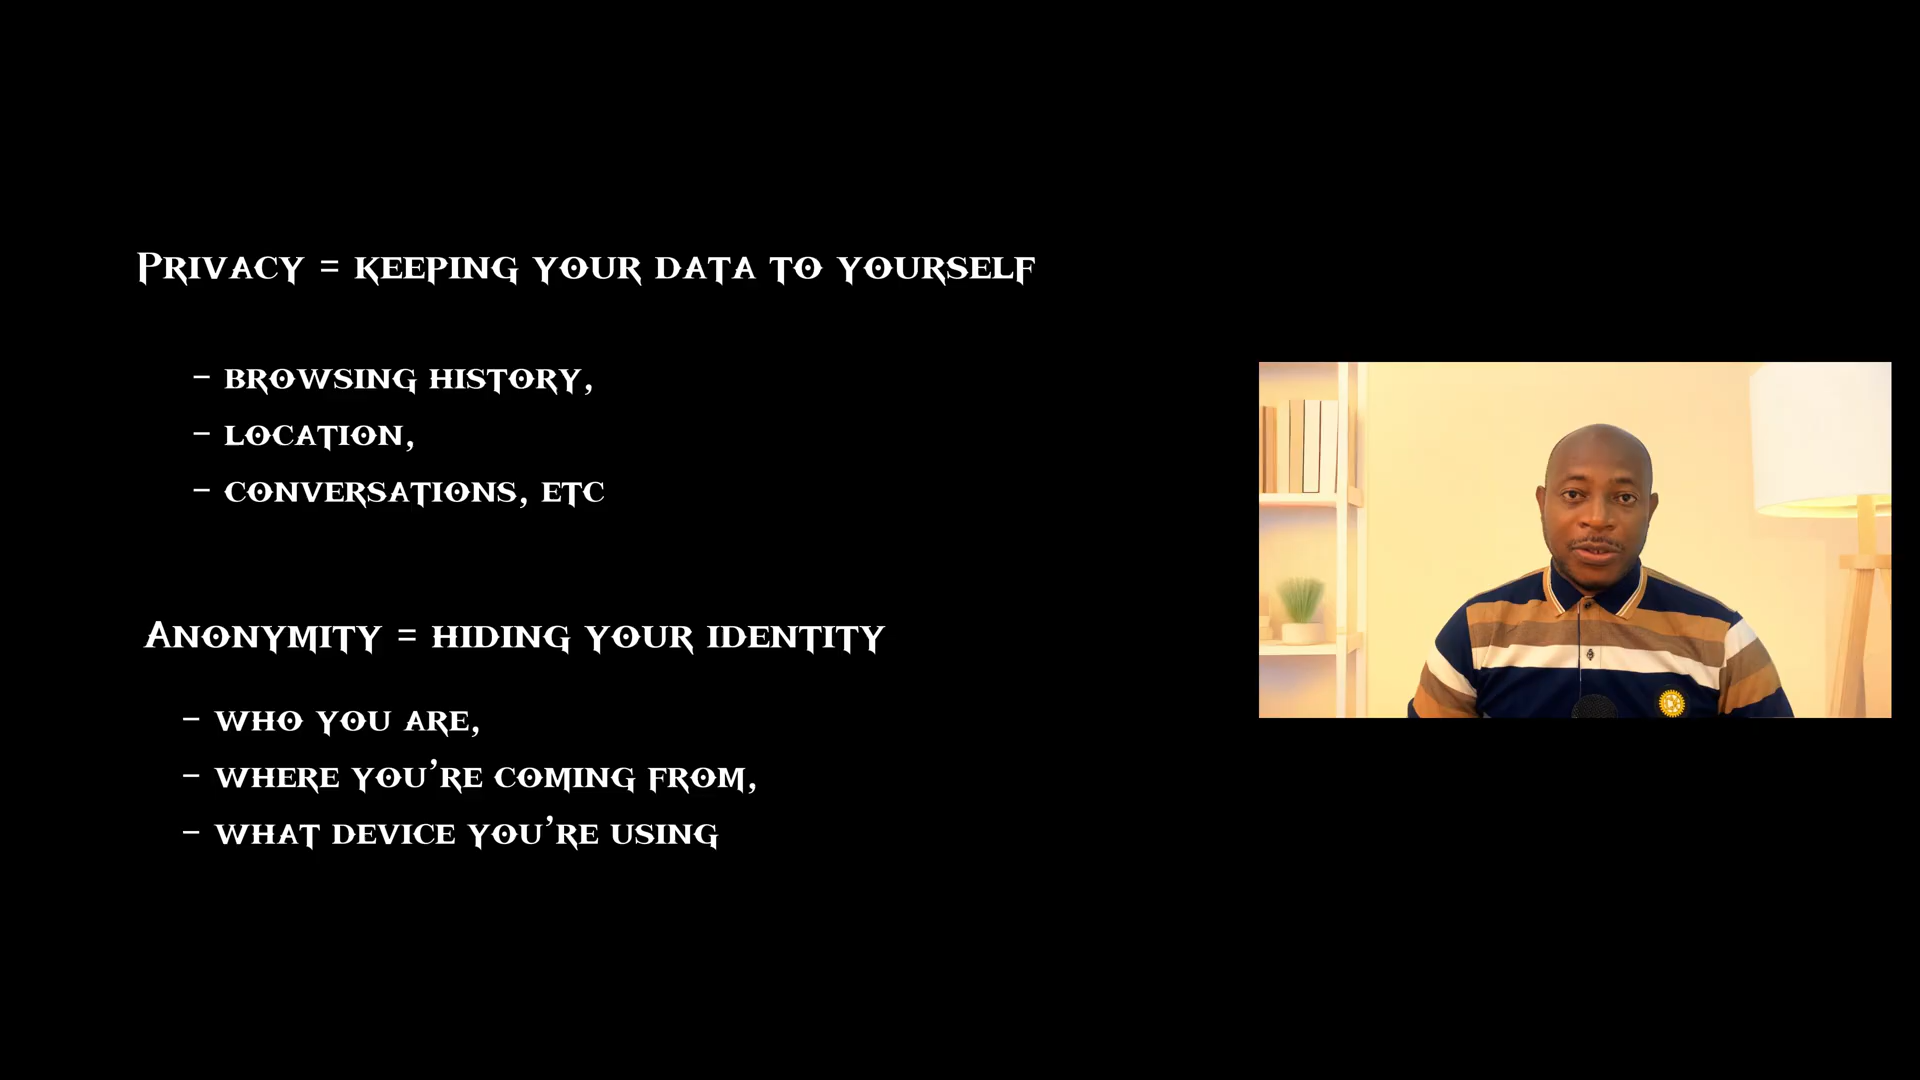 Privacy = keeping your data to yourself
- browsing history,
- location,
- conversations, etc
Anonymity = hiding your identity
- who you are,
- where you're coming from,
- what device you're using